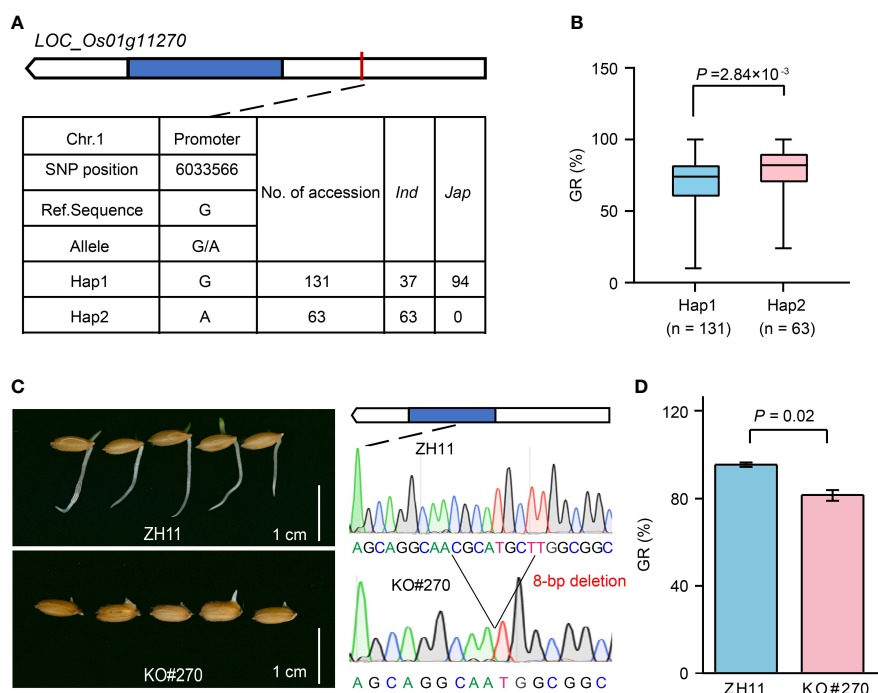 A
LOC_Os01g11270
Chr.1 Promoter
SNP position 6033566
No. of accession Ind Jap
Ref.Sequence G
Allele G/A
Hap1 G 131 37 94
Hap2 A 63 63 0
B
P =2.84×10⁻³
150
100
50
0
GR (%)
Hap1 Hap2
(n = 131) (n = 63)
C
ZH11
1 cm
KO#270
1 cm
ZH11
AGCAGGCAACGCATGCTTGGCGGC
8-bp deletion
KO#270
AGCAGGCAATGGCGGC
D
P = 0.02
120
80
40
0
GR (%)
ZH11 KO#270